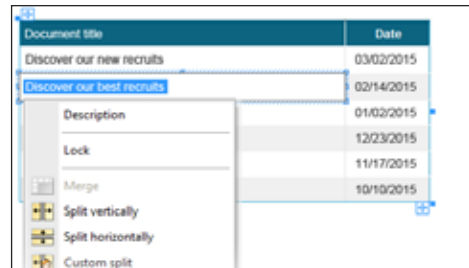 Document title Date
Discover our new recruits 03/02/2015
Discover our best recruits 02/14/2015
01/02/2015
12/23/2015
11/17/2015
10/10/2015
Description
Lock
Merge
Split vertically
Split horizontally
Custom split